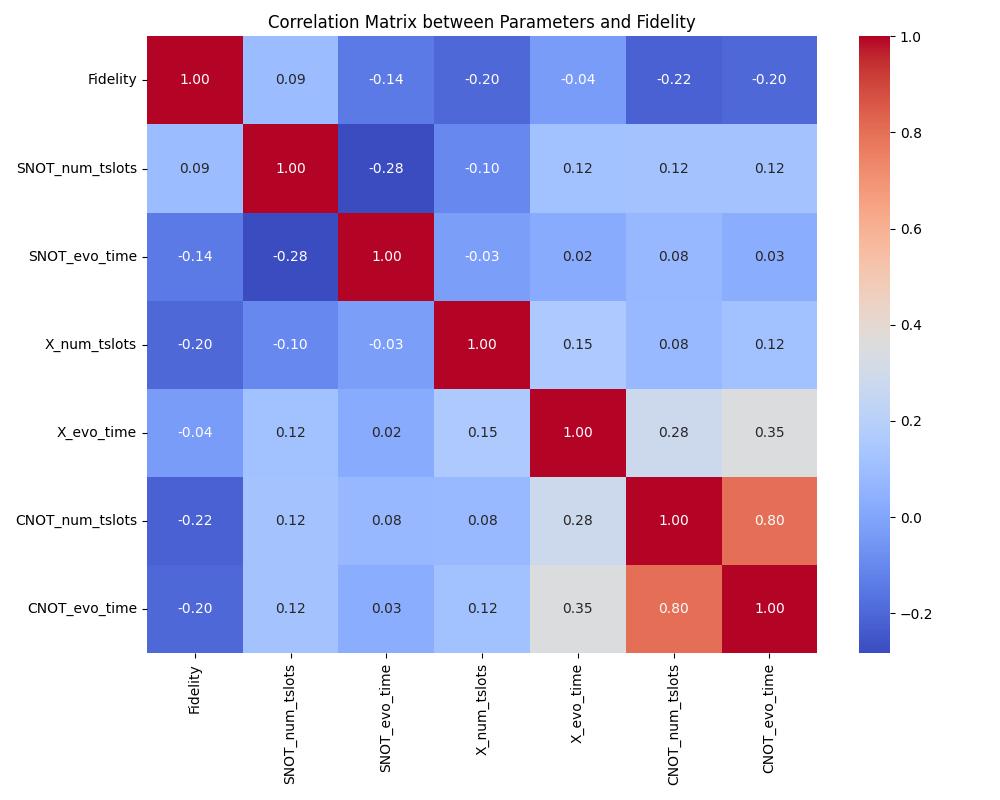 Correlation Matrix between Parameters and Fidelity
Fidelity 1.00 0.09 -0.14 -0.20 -0.04 -0.22 -0.20
SNOT_num_tslots 0.09 1.00 -0.28 -0.10 0.12 0.12 0.12
SNOT_evo_time -0.14 -0.28 1.00 -0.03 0.02 0.08 0.03
X_num_tslots -0.20 -0.10 -0.03 1.00 0.15 0.08 0.12
X_evo_time -0.04 0.12 0.02 0.15 1.00 0.28 0.35
CNOT_num_tslots -0.22 0.12 0.08 0.08 0.28 1.00 0.80
CNOT_evo_time -0.20 0.12 0.03 0.12 0.35 0.80 1.00
Fidelity
SNOT_num_tslots
SNOT_evo_time
X_num_tslots
X_evo_time
CNOT_num_tslots
CNOT_evo_time
1.0
0.8
0.6
0.4
0.2
0.0
−0.2